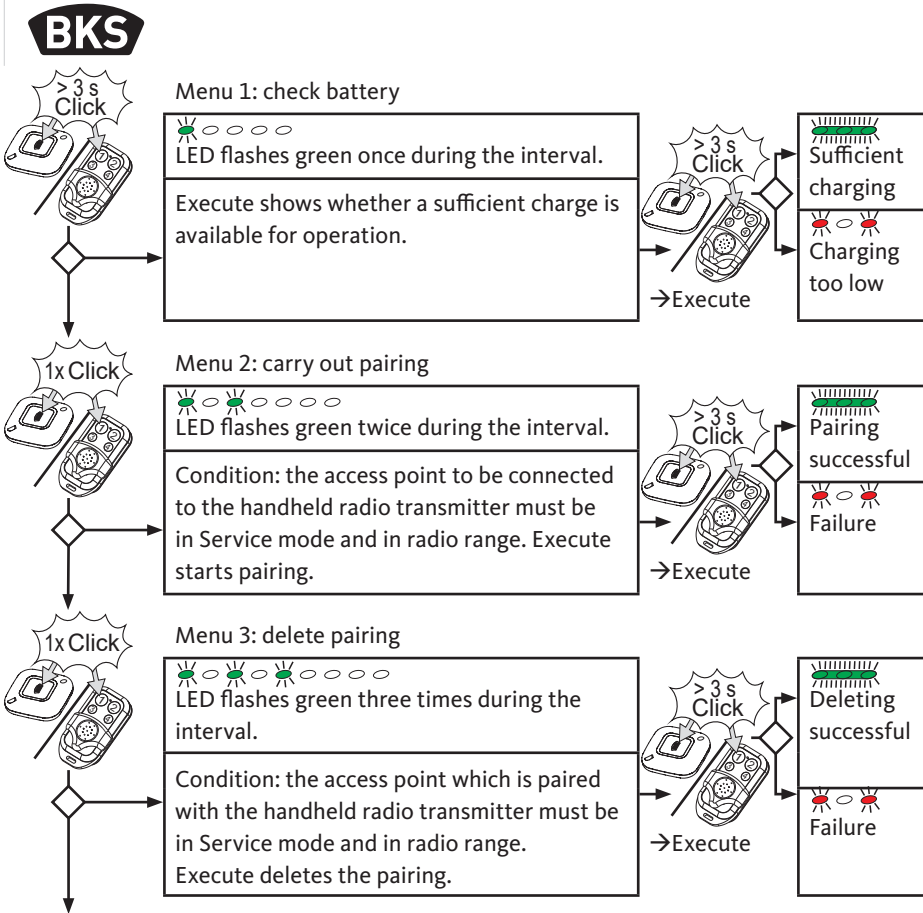 BKS
> 3 s
Click
Menu 1: check battery
LED flashes green once during the interval.
Execute shows whether a sufficient charge is
available for operation.
> 3 s
Click
→Execute
Sufficient
charging
Charging
too low
1x Click
Menu 2: carry out pairing
LED flashes green twice during the interval.
Condition: the access point to be connected
to the handheld radio transmitter must be
in Service mode and in radio range. Execute
starts pairing.
> 3 s
Click
→Execute
Pairing
successful
Failure
1x Click
Menu 3: delete pairing
LED flashes green three times during the
interval.
Condition: the access point which is paired
with the handheld radio transmitter must be
in Service mode and in radio range.
Execute deletes the pairing.
> 3 s
Click
→Execute
Deleting
successful
Failure